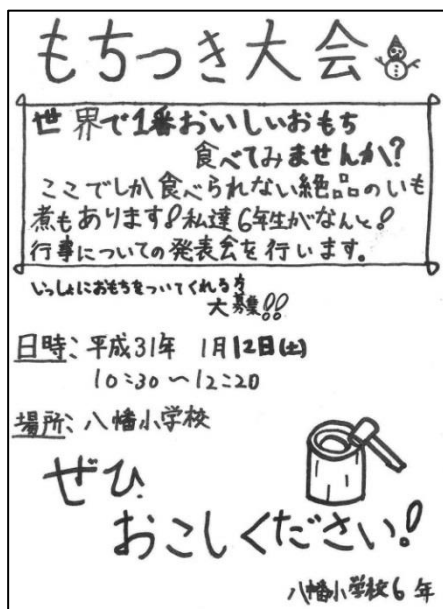 もちつき大会
世界で1番おいしいおもち
食べてみませんか?
ここでしか食べられない絶品のいも
煮もあります!私達6年生がなんと!
行事についての発表会を行います。
いっしょにおもちをついてくれる方
大募集!!
日時:平成31年 1月12日(土)
10:30〜12:20
場所:八幡小学校
ぜひ
おこしください!
八幡小学校6年